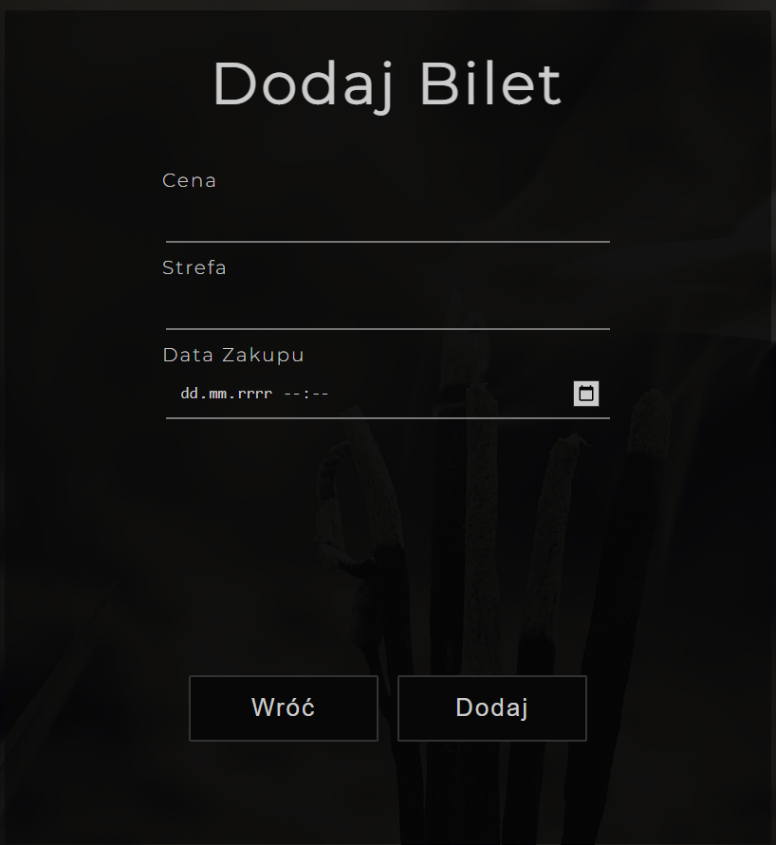 Dodaj Bilet
Cena
Strefa
Data Zakupu
dd.mm.rrrr --:--
Wróć Dodaj